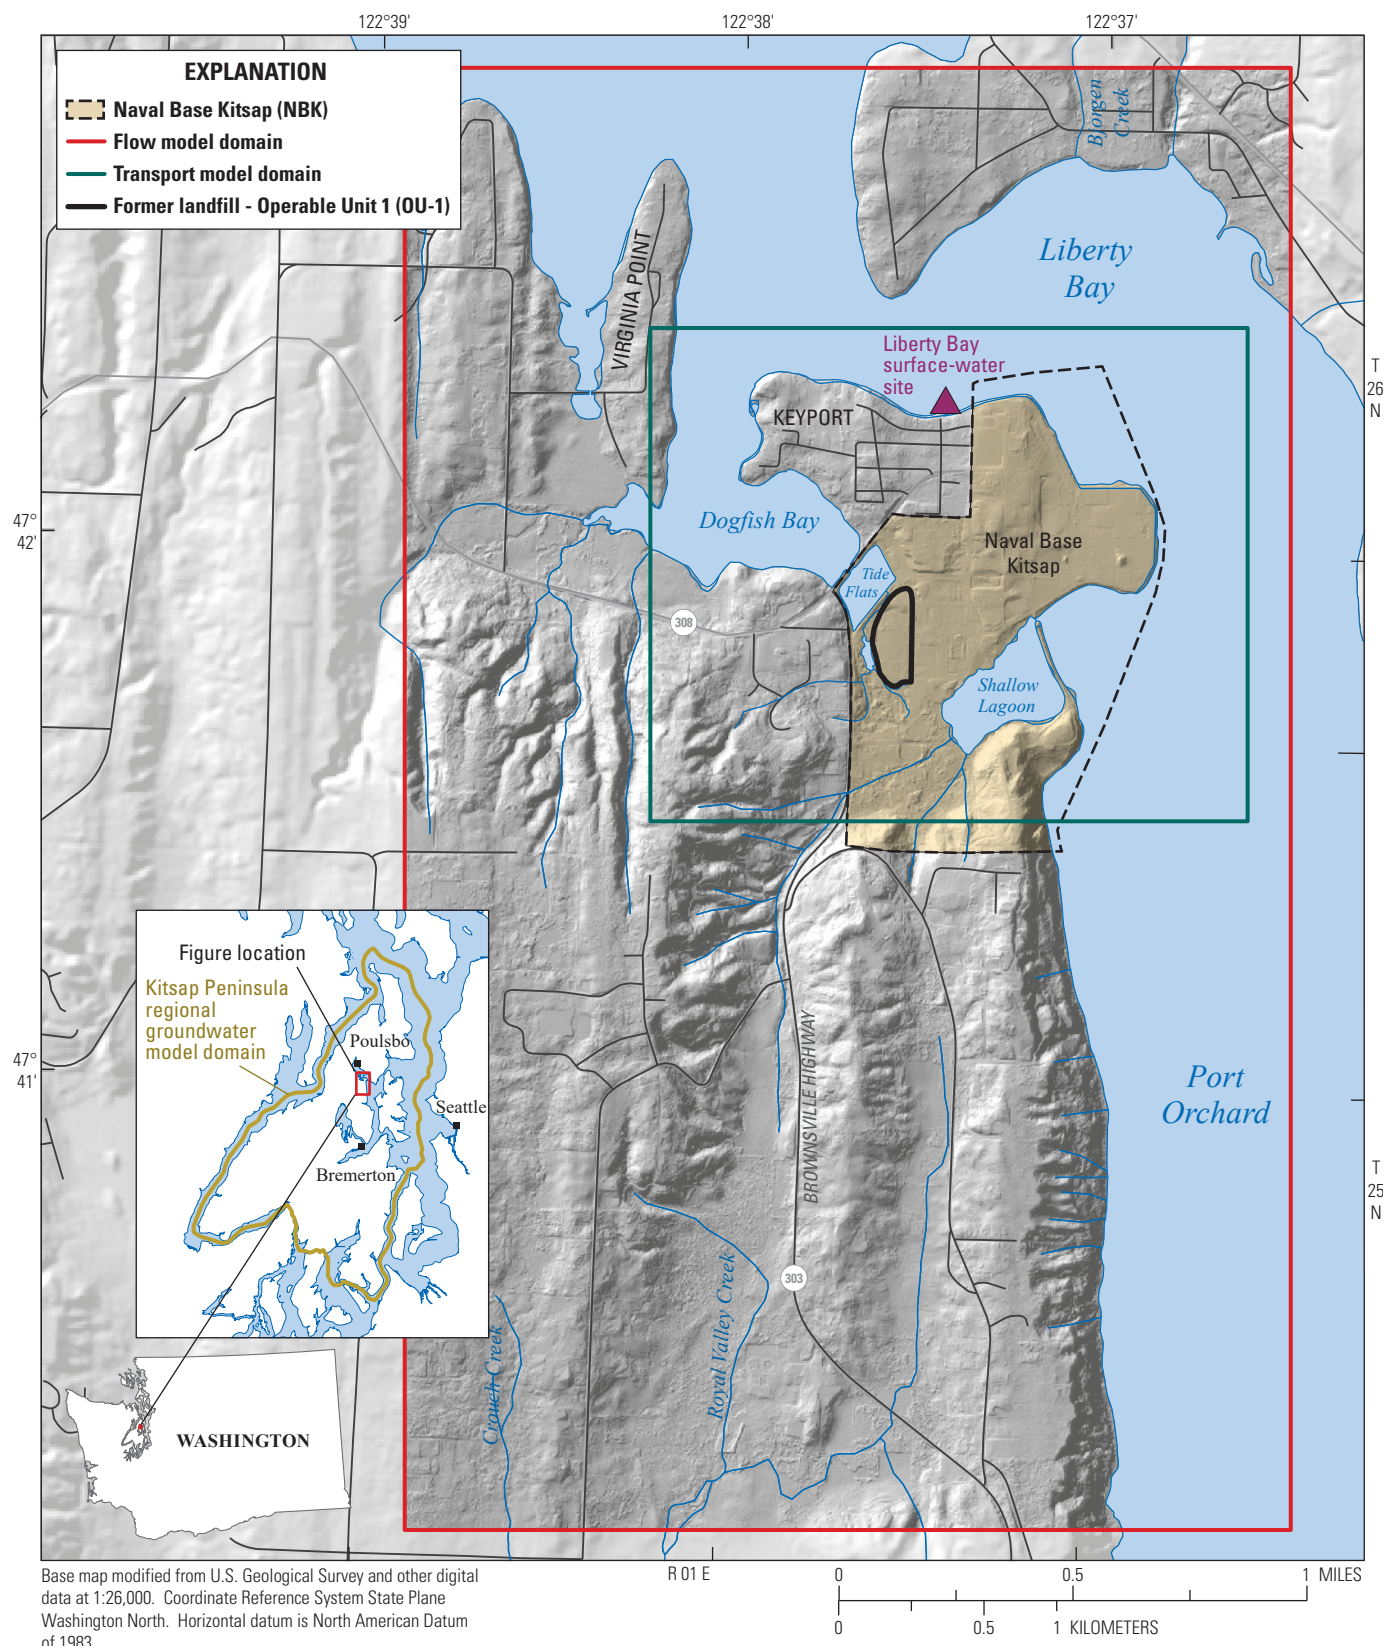 122°39'
122°38'
122°37'
EXPLANATION
Naval Base Kitsap (NBK)
Flow model domain
Transport model domain
Former landfill - Operable Unit 1 (OU-1)
Bjorgen
Creek
Liberty
Bay
VIRGINIA POINT
Liberty Bay
surface-water
site
T
26
N
KEYPORT
47°
42'
Dogfish Bay
Naval Base
Kitsap
Tide
Flats
308
Shallow
Lagoon
Figure location
Kitsap Peninsula
regional
groundwater
model domain
Poulsbo
Seattle
Bremerton
47°
41'
BROWNSVILLE HIGHWAY
Port
Orchard
T
25
N
303
Royal Valley Creek
Crouch Creek
WASHINGTON
Base map modified from U.S. Geological Survey and other digital
data at 1:26,000. Coordinate Reference System State Plane
Washington North. Horizontal datum is North American Datum
of 1983
R 01 E
0 0.5 1 MILES
0 0.5 1 KILOMETERS